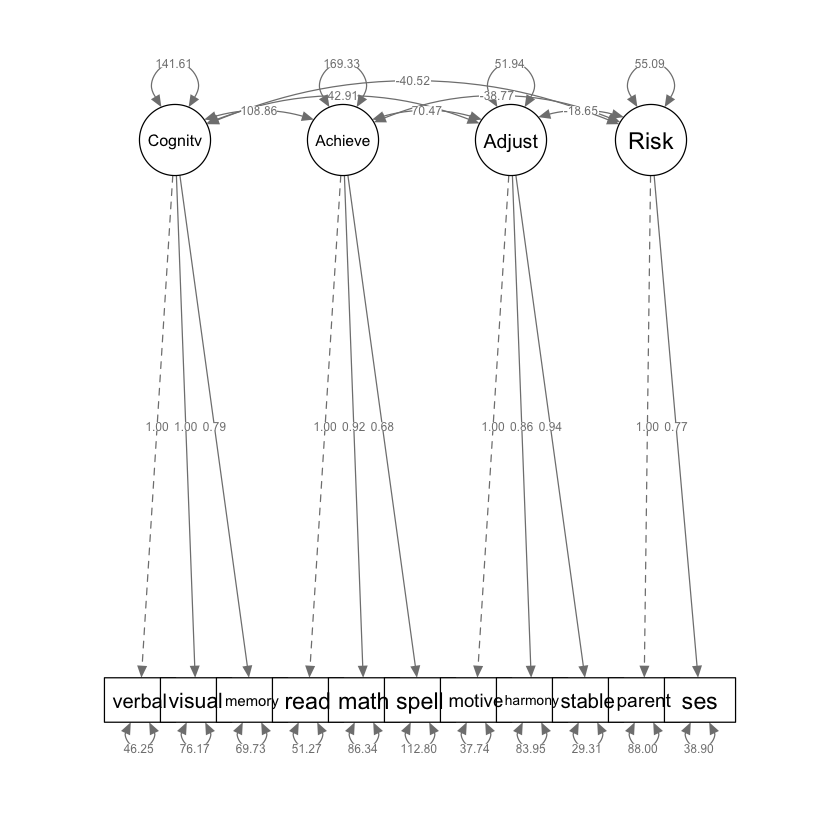 141.61 169.33 51.94 55.09
-40.52
42.91 -38.77
108.86 70.47 -18.65
Cognitv Achieve Adjust Risk
1.00 1.00 0.79 1.00 0.92 0.68 1.00 0.86 0.94 1.00 0.77
verbal visual memory read math spell motive harmony stable parent ses
46.25 76.17 69.73 51.27 86.34 112.80 37.74 83.95 29.31 88.00 38.90